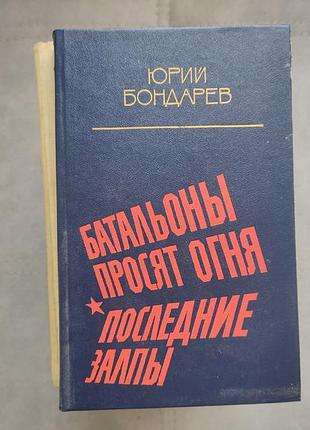 ЮРИЙ
БОНДАРЕВ
БАТАЛЬОНЫ
ПРОСЯТ ОГНЯ
ПОСЛЕДНИЕ
ЗАЛПЫ